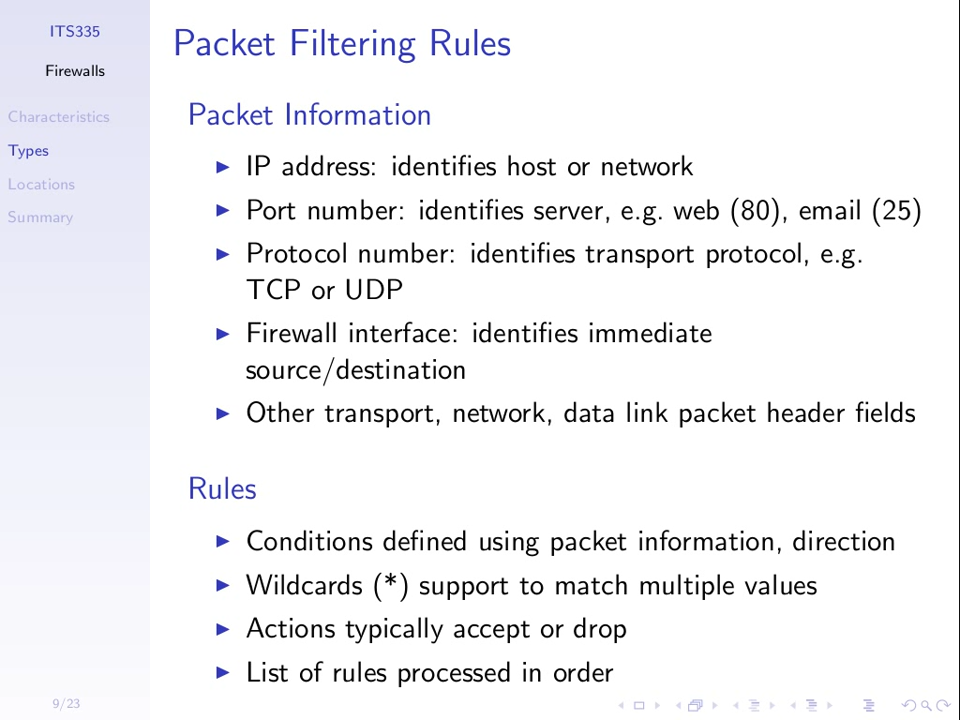 ITS335
Firewalls
Characteristics
Types
Locations
Summary
Packet Filtering Rules
Packet Information
► IP address: identifies host or network
► Port number: identifies server, e.g. web (80), email (25)
► Protocol number: identifies transport protocol, e.g.
TCP or UDP
► Firewall interface: identifies immediate
source/destination
► Other transport, network, data link packet header fields
Rules
► Conditions defined using packet information, direction
► Wildcards (*) support to match multiple values
► Actions typically accept or drop
► List of rules processed in order
9/23